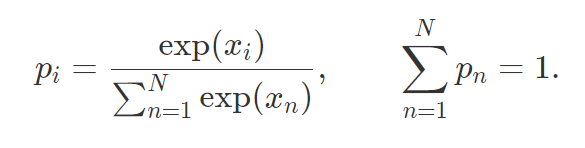 p_i = \frac{\exp(x_i)}{\sum_{n=1}^{N} \exp(x_n)}, \qquad \sum_{n=1}^{N} p_n = 1.